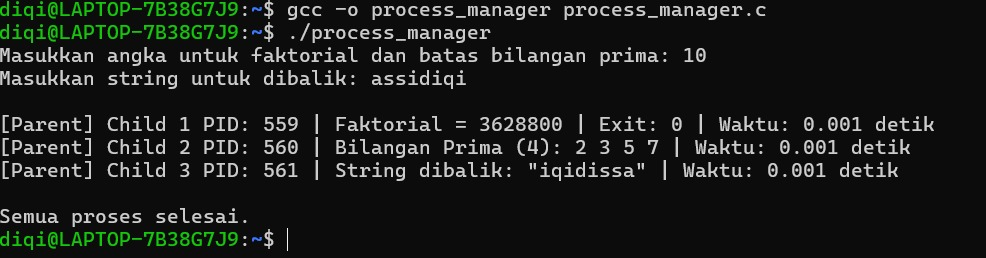 diqi@LAPTOP-7B38G7J9:~$ gcc -o process_manager process_manager.c
diqi@LAPTOP-7B38G7J9:~$ ./process_manager
Masukkan angka untuk faktorial dan batas bilangan prima: 10
Masukkan string untuk dibalik: assidiqi
[Parent] Child 1 PID: 559 | Faktorial = 3628800 | Exit: 0 | Waktu: 0.001 detik
[Parent] Child 2 PID: 560 | Bilangan Prima (4): 2 3 5 7 | Waktu: 0.001 detik
[Parent] Child 3 PID: 561 | String dibalik: "iqidissa" | Waktu: 0.001 detik
Semua proses selesai.
diqi@LAPTOP-7B38G7J9:~$